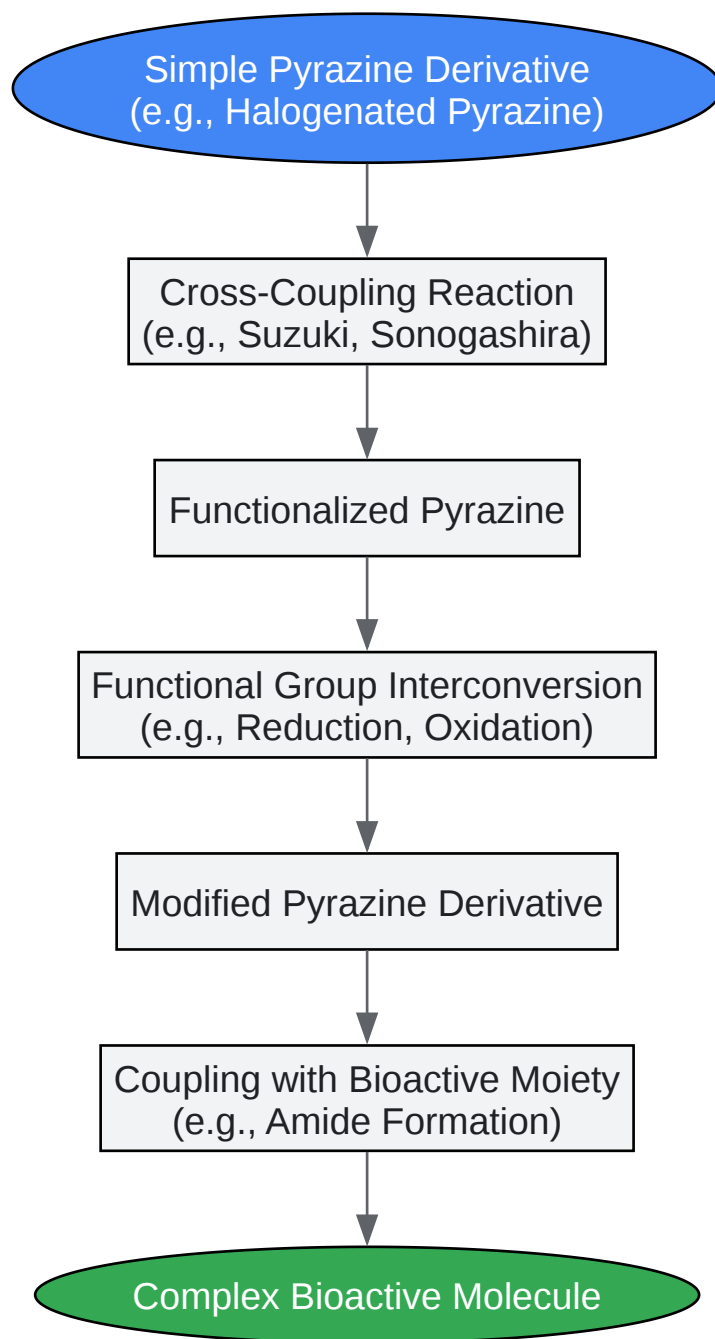 Simple Pyrazine Derivative
(e.g., Halogenated Pyrazine)
Cross-Coupling Reaction
(e.g., Suzuki, Sonogashira)
Functionalized Pyrazine
Functional Group Interconversion
(e.g., Reduction, Oxidation)
Modified Pyrazine Derivative
Coupling with Bioactive Moiety
(e.g., Amide Formation)
Complex Bioactive Molecule